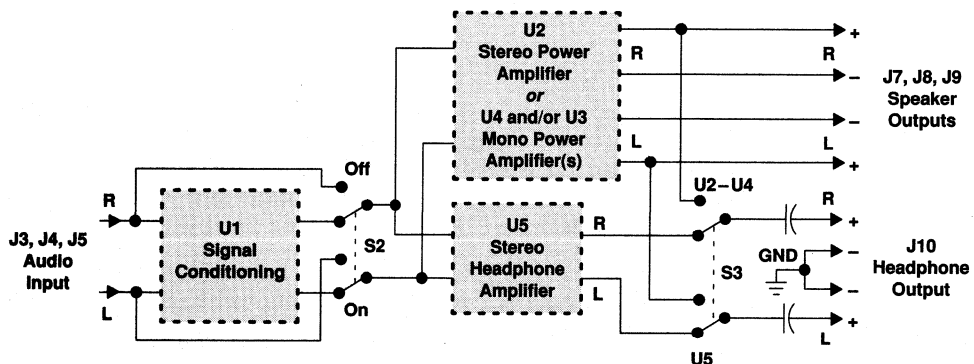 U2
Stereo Power
Amplifier
or
U4 and/or U3
Mono Power
Amplifier(s)
R
L
+
R
–
–
L
+
J7, J8, J9
Speaker
Outputs
Off
R
J3, J4, J5
Audio
Input
L
U1
Signal
Conditioning
S2
On
U5
Stereo
Headphone
Amplifier
R
L
U2–U4
S3
U5
GND
R
+
–
–
+
L
J10
Headphone
Output